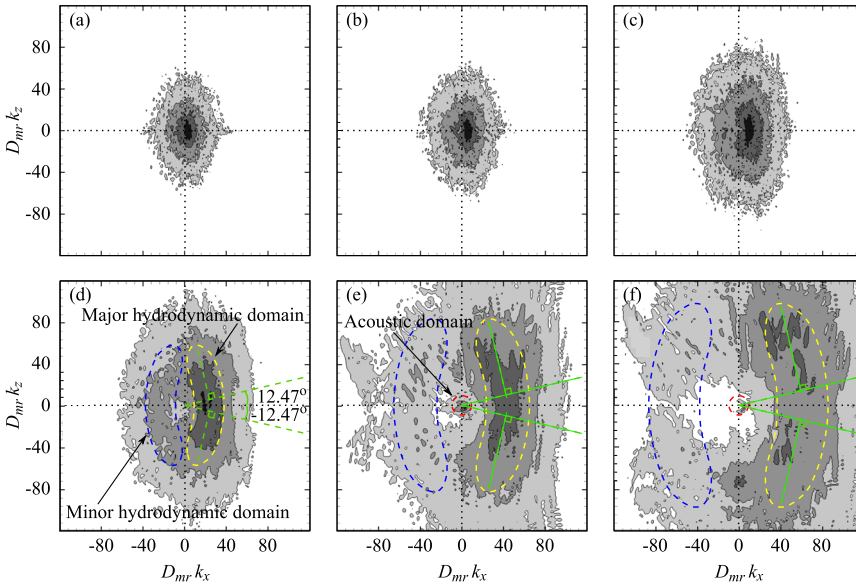 (a)
(b)
(c)
80
40
0
-40
-80
D_mr k_z
(d)
(e)
(f)
Major hydrodynamic domain
Acoustic domain
12.47°
-12.47°
Minor hydrodynamic domain
80
40
0
-40
-80
D_mr k_z
-80 -40 0 40 80
-80 -40 0 40 80
-80 -40 0 40 80
D_mr k_x
D_mr k_x
D_mr k_x